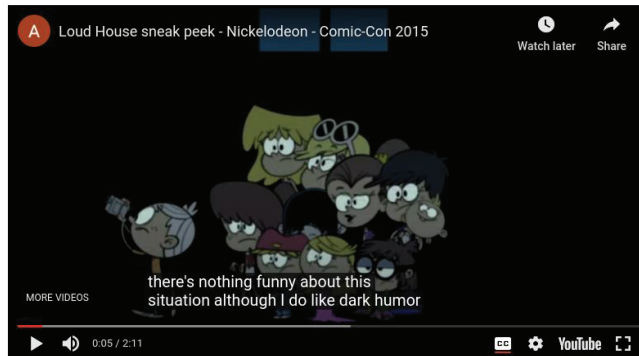 A
Loud House sneak peek - Nickelodeon - Comic-Con 2015
Watch later
Share
there's nothing funny about this
situation although I do like dark humor
MORE VIDEOS
0:05 / 2:11
CC
YouTube